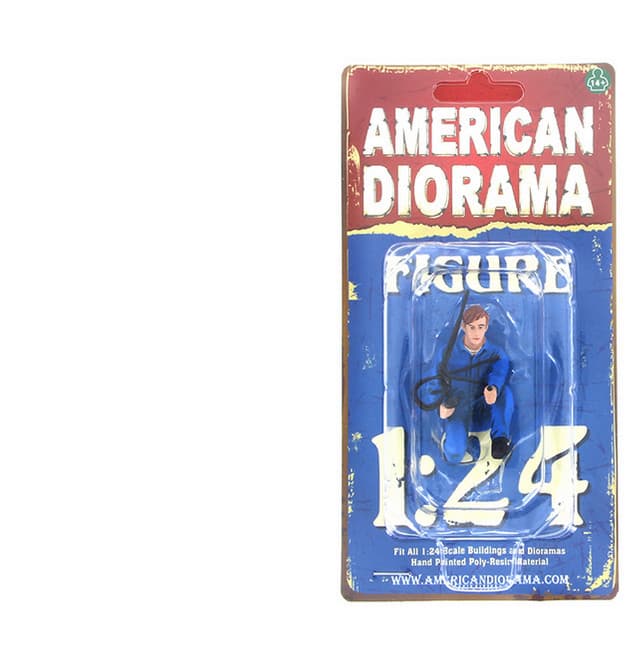 14+
AMERICAN
DIORAMA
FIGURE
1:24
Fit All 1:24 Scale Buildings and Dioramas
Hand Painted Poly-Resin Material
WWW.AMERICANDIORAMA.COM